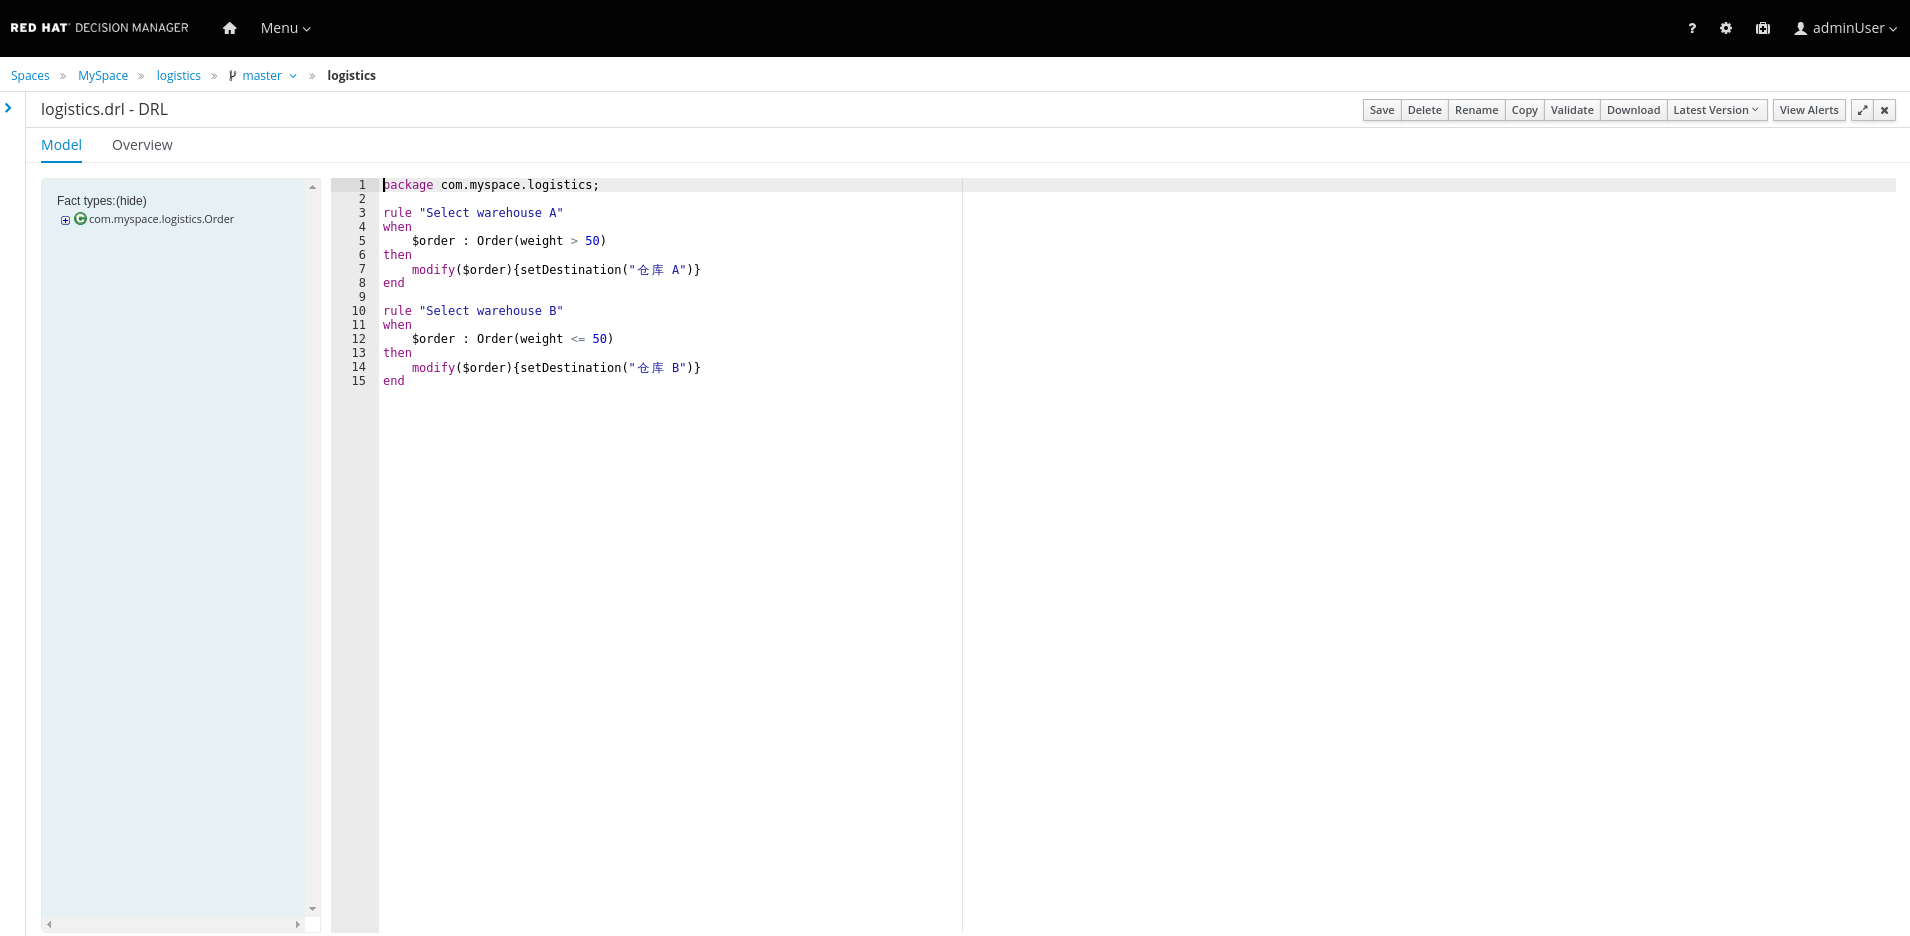 RED HAT DECISION MANAGER Menu ? adminUser
Spaces » MySpace » logistics » master » logistics
logistics.drl - DRL Save Delete Rename Copy Validate Download Latest Version View Alerts
Model Overview
Fact types:(hide)
com.myspace.logistics.Order
1 package com.myspace.logistics;
2
3 rule "Select warehouse A"
4 when
5 $order : Order(weight > 50)
6 then
7 modify($order){setDestination("仓库 A")}
8 end
9
10 rule "Select warehouse B"
11 when
12 $order : Order(weight <= 50)
13 then
14 modify($order){setDestination("仓库 B")}
15 end